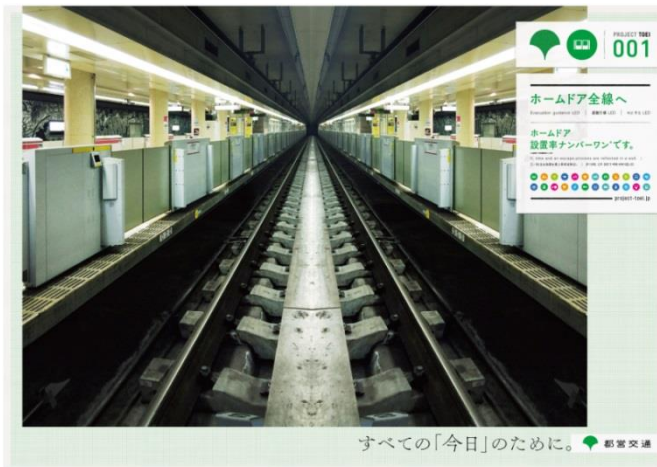 PROJECT TOEI
001
ホームドア全線へ
ホームドア
設置率ナンバーワン*です。
project-toei.jp
すべての「今日」のために。
都営交通